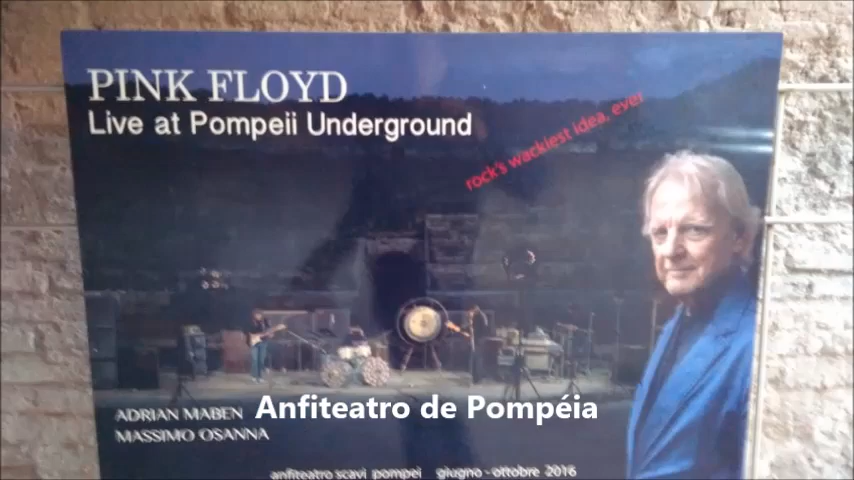 PINK FLOYD
Live at Pompeii Underground
rock's wackiest idea, ever
ADRIAN MABEN
Anfiteatro de Pompéia
MASSIMO OSANNA
anfiteatro scavi pompei giugno - ottobre 2016